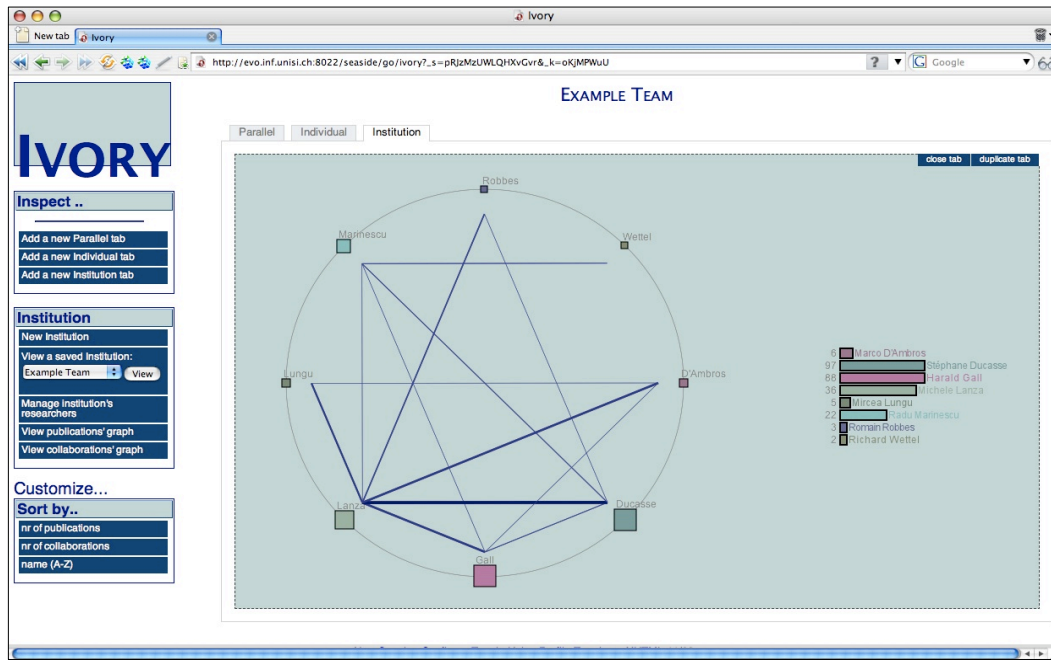 Ivory
New tab
Ivory
http://evo.inf.unisi.ch:8022/seaside/go/ivory?_s=pRJzMzUWLQHXvGvr&_k=oKjMPWuU
?
G Google
EXAMPLE TEAM
IVORY
Parallel Individual Institution
close tab duplicate tab
Inspect ..
Add a new Parallel tab
Add a new Individual tab
Add a new Institution tab
Institution
New Institution
View a saved Institution:
Example Team View
Manage institution's
researchers
View publications' graph
View collaborations' graph
Customize...
Sort by..
nr of publications
nr of collaborations
name (A-Z)
Robbes
Marinescu
Wettel
Lungu
D'Ambros
Lanza
Ducasse
Gall
6 Marco D'Ambros
97 Stéphane Ducasse
Harald Gall
36 Michele Lanza
5 Mircea Lungu
22 Radu Marinescu
3 Romain Robbes
2 Richard Wettel